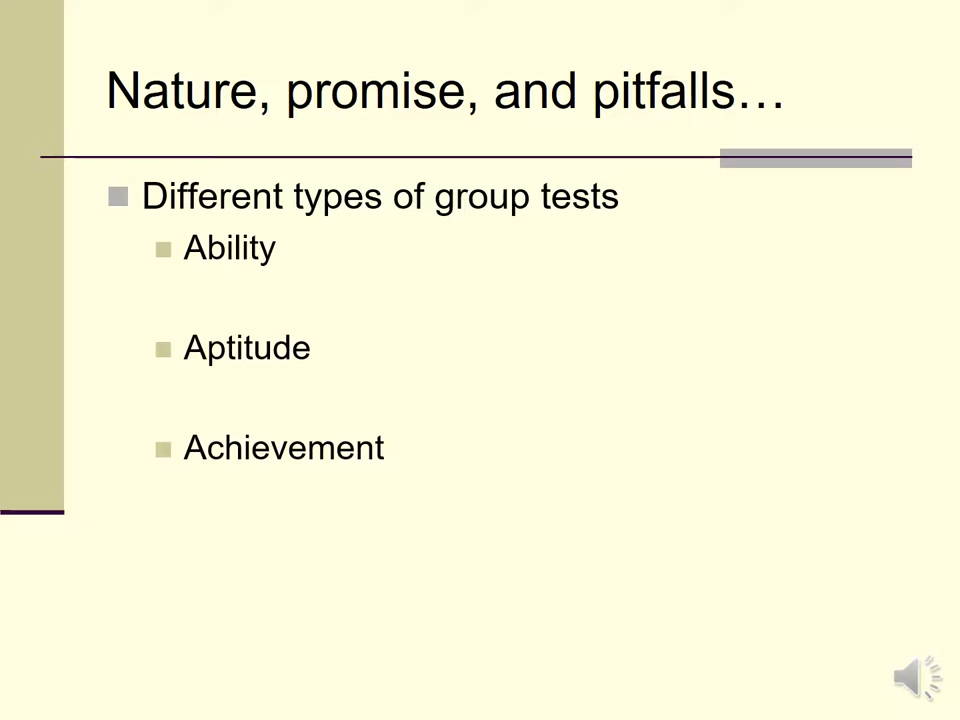 Nature, promise, and pitfalls…
Different types of group tests
Ability
Aptitude
Achievement